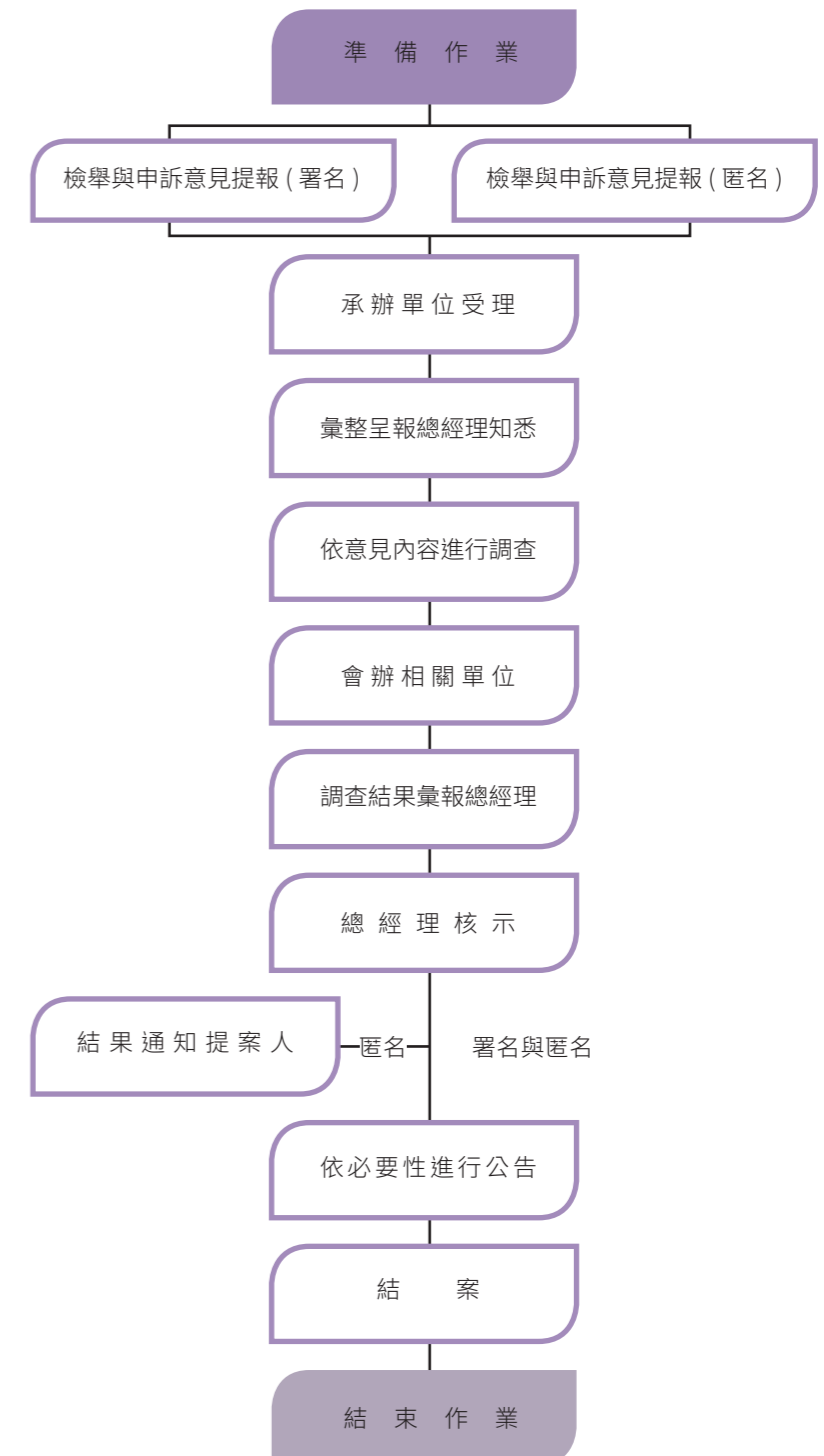 準備作業
檢舉與申訴意見提報(署名)
檢舉與申訴意見提報(匿名)
承辦單位受理
彙整呈報總經理知悉
依意見內容進行調查
會辦相關單位
調查結果彙報總經理
總經理核示
結果通知提案人
匿名
署名與匿名
依必要性進行公告
結案
結束作業